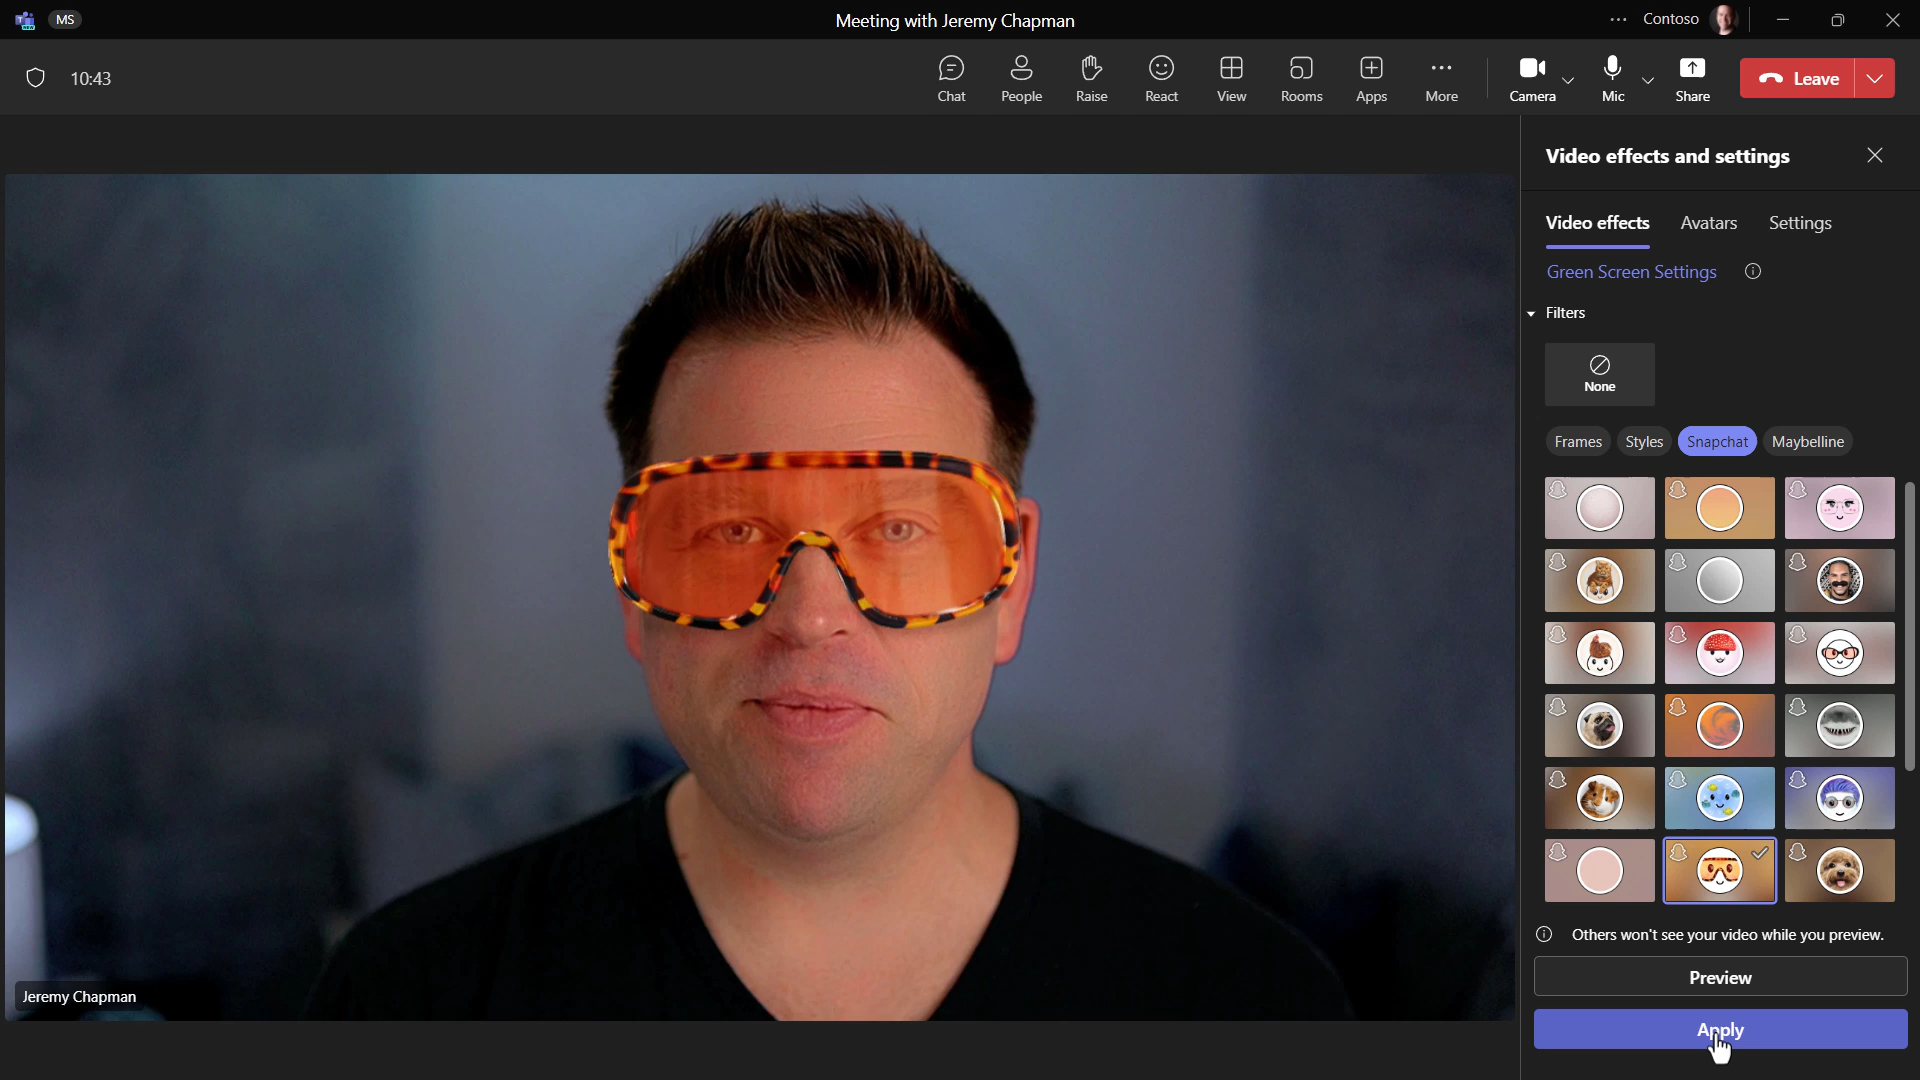 MS
Meeting with Jeremy Chapman
Contoso
10:43
Chat
People
Raise
React
View
Rooms
Apps
More
Camera
Mic
Share
Leave
Video effects and settings
Video effects Avatars Settings
Green Screen Settings
Filters
None
Frames Styles Snapchat Maybelline
Others won't see your video while you preview.
Preview
Jeremy Chapman
Apply